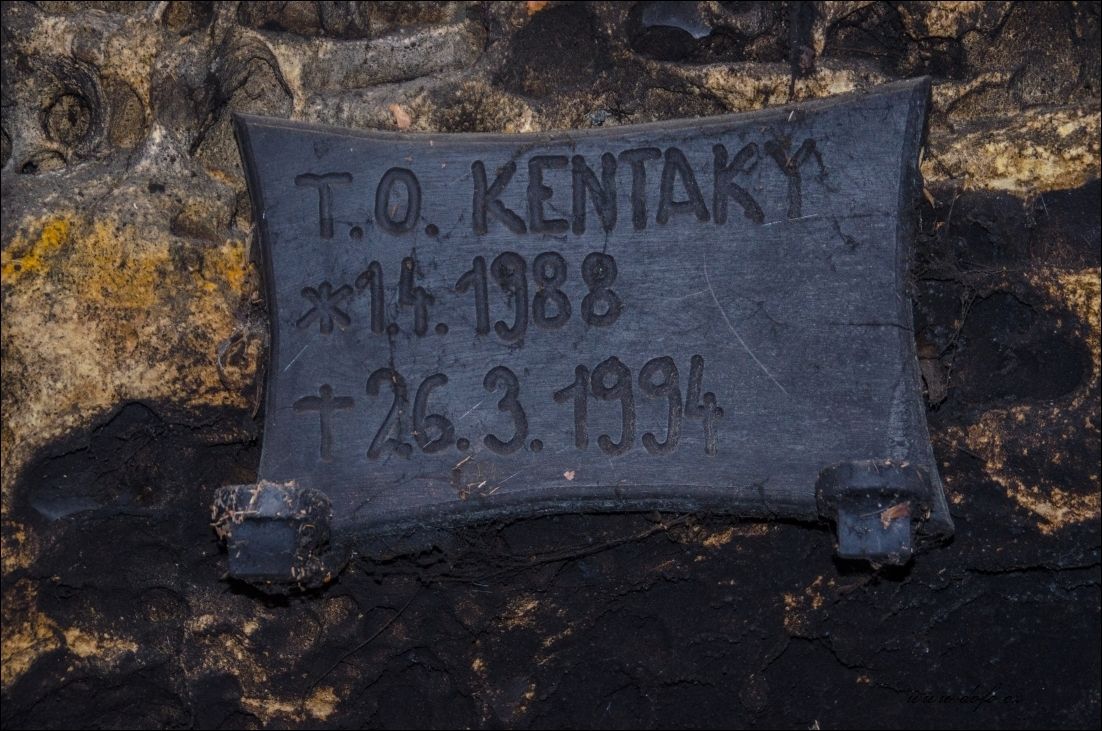 T.O. KENTAKY
* 1.4. 1988
† 26.3. 1994